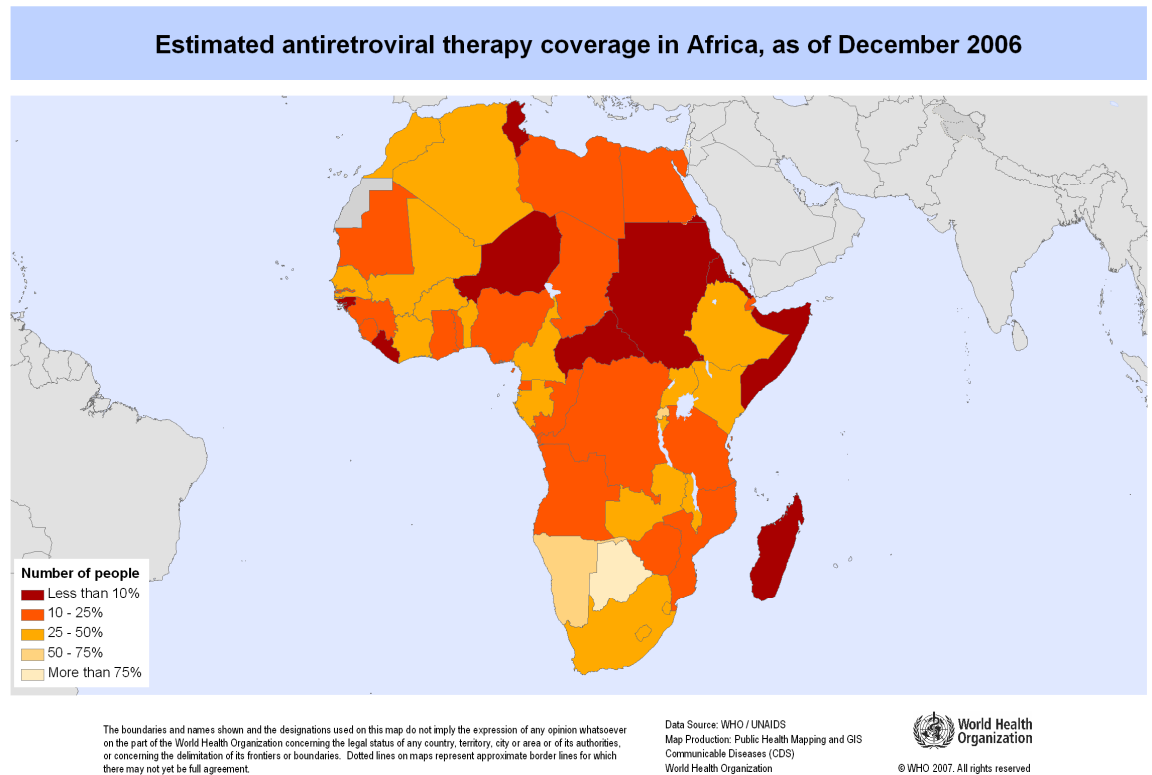 Estimated antiretroviral therapy coverage in Africa, as of December 2006
Number of people
Less than 10%
10 - 25%
25 - 50%
50 - 75%
More than 75%
The boundaries and names shown and the designations used on this map do not imply the expression of any opinion whatsoever
on the part of the World Health Organization concerning the legal status of any country, territory, city or area or of its authorities,
or concerning the delimitation of its frontiers or boundaries. Dotted lines on maps represent approximate border lines for which
there may not yet be full agreement.
Data Source: WHO / UNAIDS
Map Production: Public Health Mapping and GIS
Communicable Diseases (CDS)
World Health Organization
World Health
Organization
© WHO 2007. All rights reserved